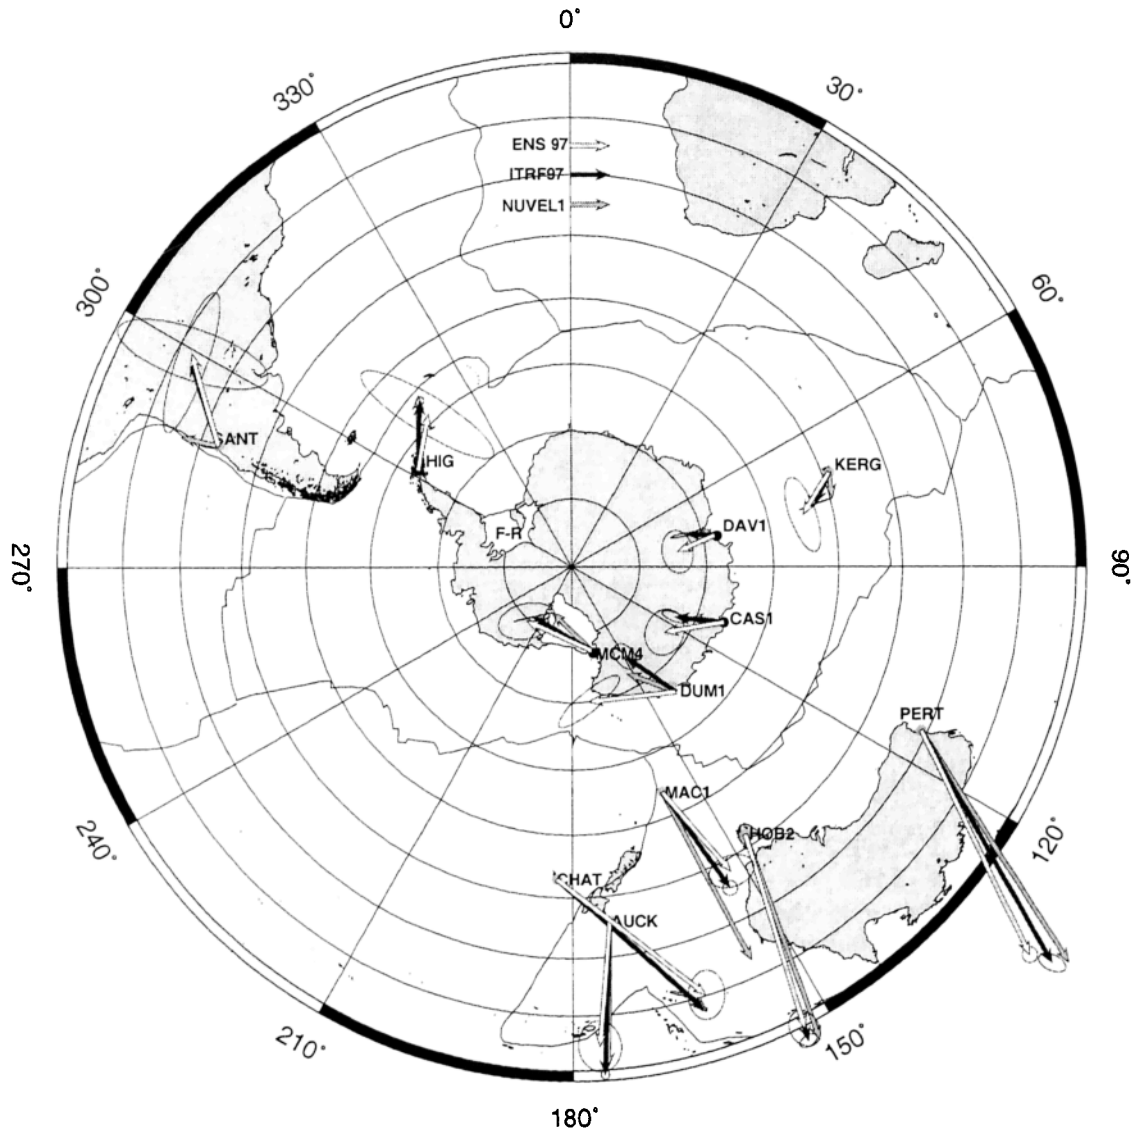 0°
330°
30°
ENS 97
ITRF97
NUVEL1
300°
60°
SANT
HIG
KERG
F-R
DAV1
270°
90°
CAS1
MCM4
DUM1
PERT
MAC1
HOB2
240°
120°
CHAT
AUCK
210°
150°
180°